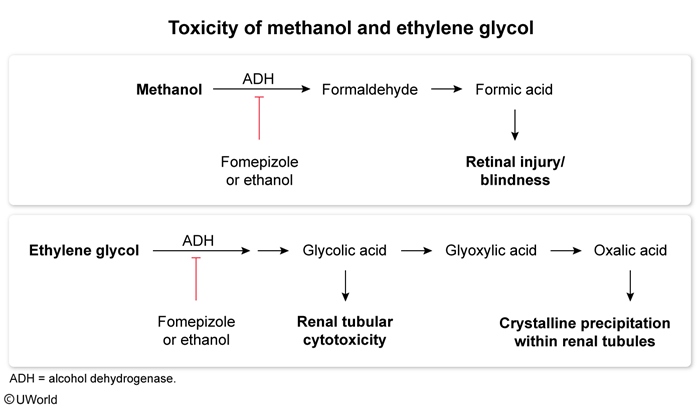 Toxicity of methanol and ethylene glycol
ADH
Methanol Formaldehyde Formic acid
Fomepizole
or ethanol
Retinal injury/
blindness
ADH
Ethylene glycol Glycolic acid Glyoxylic acid Oxalic acid
Fomepizole
or ethanol
Renal tubular
cytotoxicity
Crystalline precipitation
within renal tubules
ADH = alcohol dehydrogenase.
©UWorld